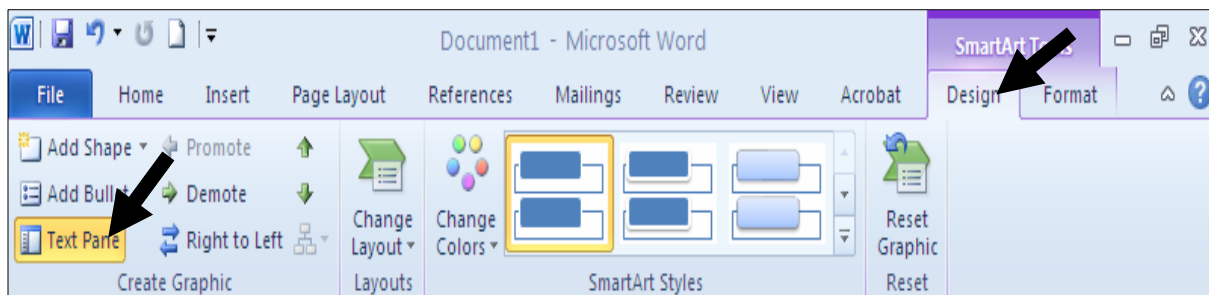 W
Document1 - Microsoft Word
SmartArt Tools
File Home Insert Page Layout References Mailings Review View Acrobat Design Format ?
Add Shape Promote
Add Bullet Demote
Text Pane Right to Left
Change Layout
Change Colors
Reset Graphic
Create Graphic Layouts SmartArt Styles Reset